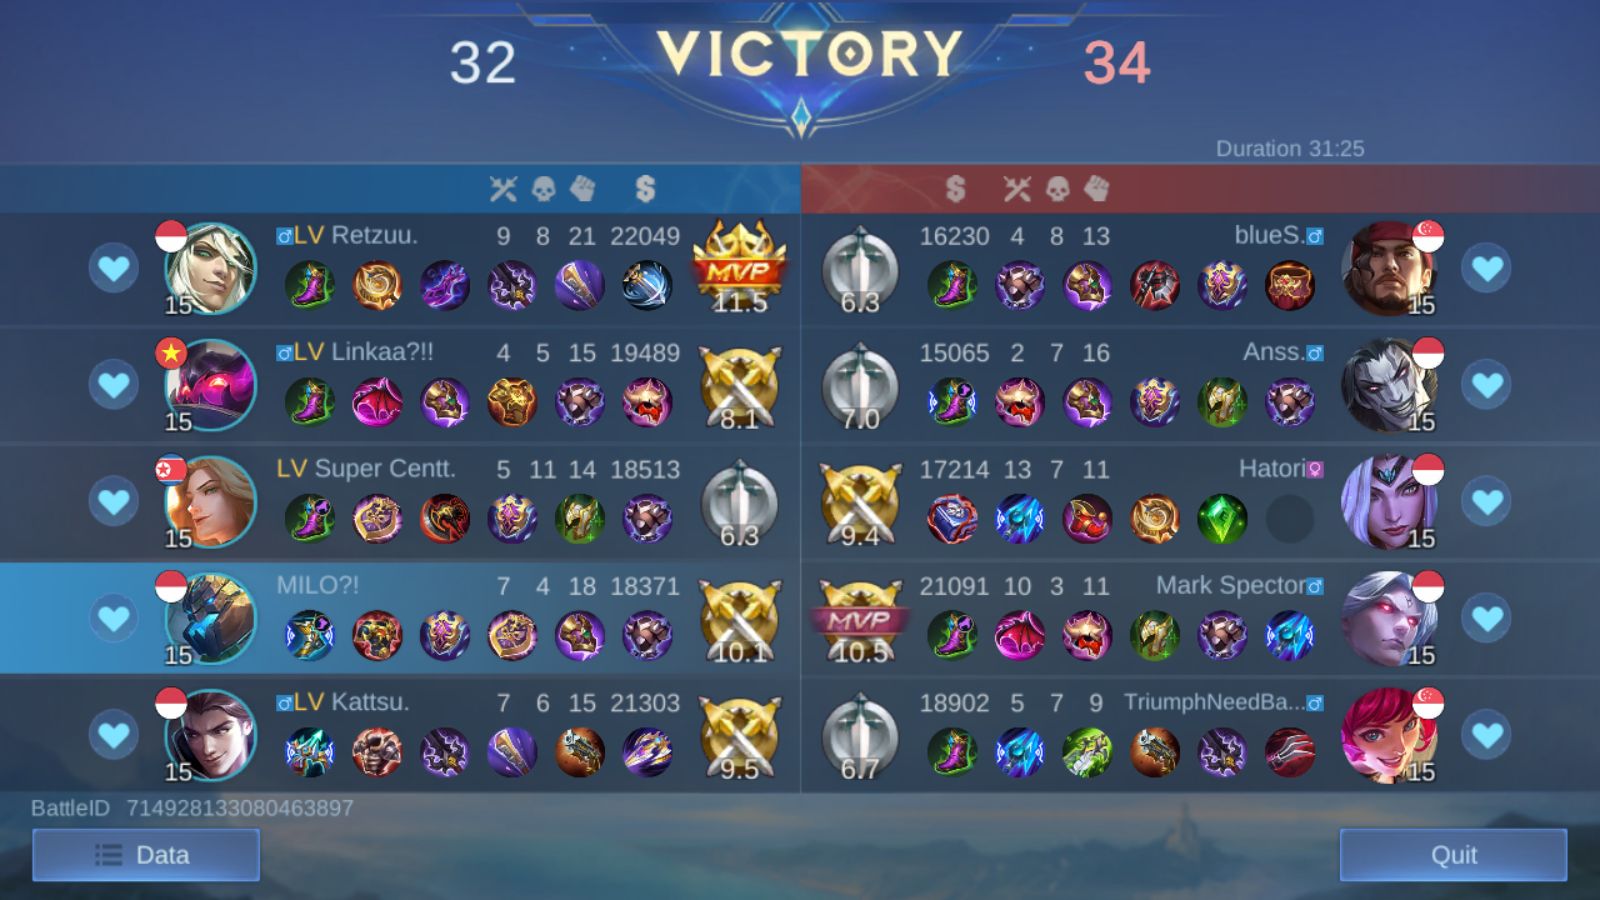 32 VICTORY 34
Duration 31:25
LV Retzuu. 9 8 21 22049 MVP 11.5 15
6.3 16230 4 8 13 blueS. 15
LV Linkaa?!! 4 5 15 19489 8.1 15
7.0 15065 2 7 16 Anss. 15
LV Super Centt. 5 11 14 18513 6.3 15
9.4 17214 13 7 11 Hatori 15
MILO?! 7 4 18 18371 10.1 15
MVP 10.5 21091 10 3 11 Mark Spector 15
LV Kattsu. 7 6 15 21303 9.5 15
6.7 18902 5 7 9 TriumphNeedBa... 15
BattleID 714928133080463897
Data
Quit